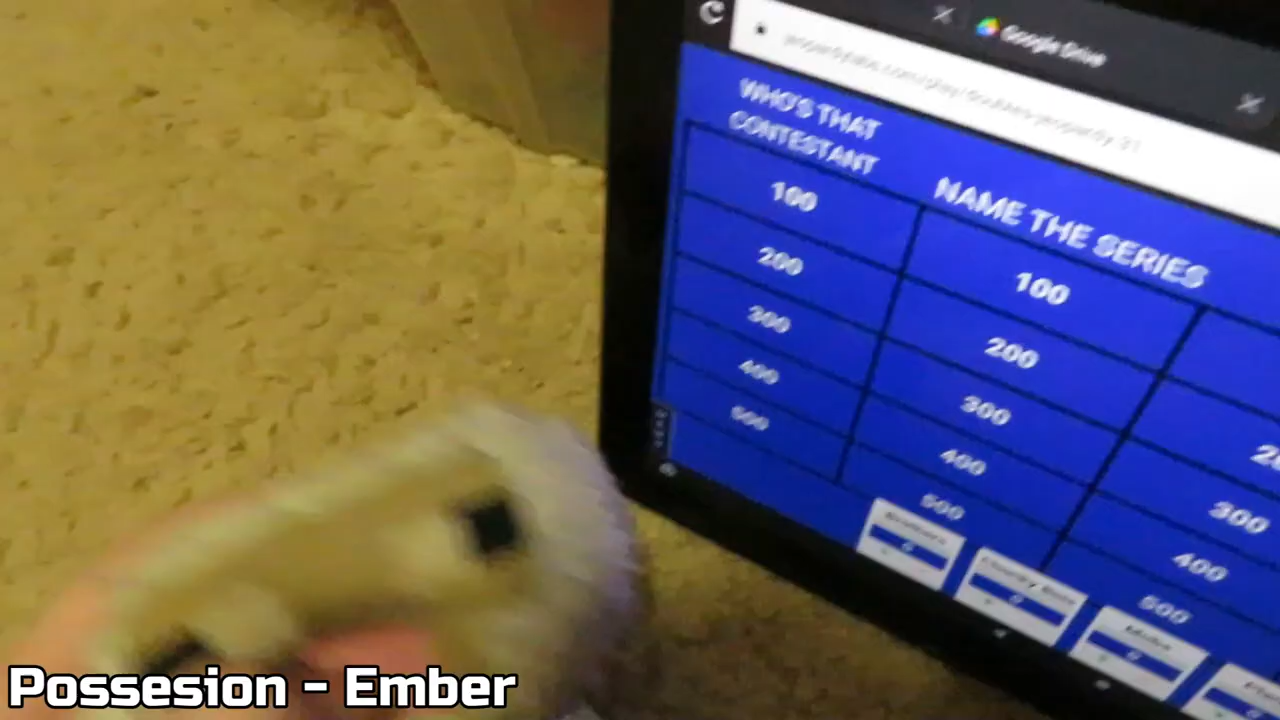 Google Drive
WHO'S THAT
CONTESTANT
NAME THE SERIES
100
200
300
400
500
100
200
300
400
500
300
400
500
Possesion - Ember